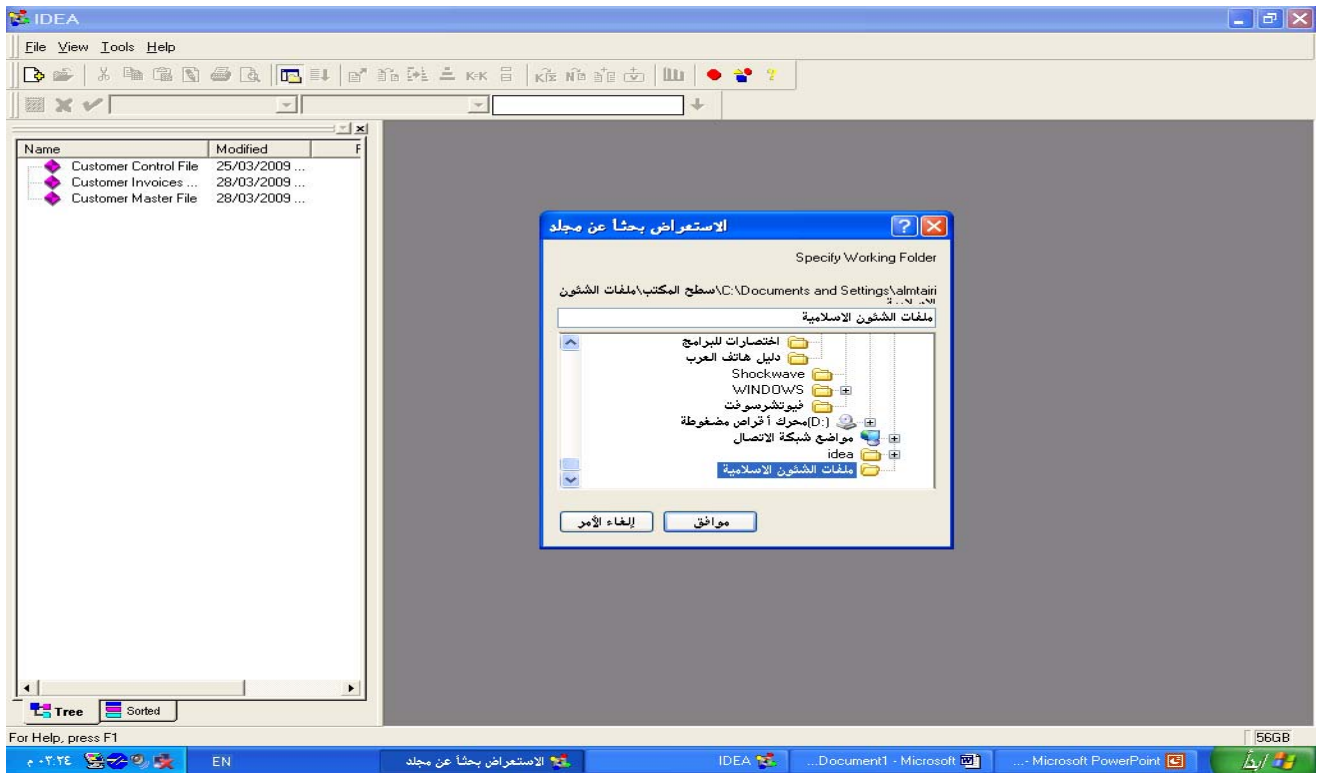 IDEA
File View Tools Help
Name Modified F
Customer Control File 25/03/2009 ...
Customer Invoices ... 28/03/2009 ...
Customer Master File 28/03/2009 ...
Tree Sorted
الاستعراض بحثاً عن مجلد
Specify Working Folder
C:\Documents and Settings\almtairi\سطح المكتب\ملفات الشئون
الاسلامية
ملفات الشئون الاسلامية
اختصارات للبرامج
دليل هاتف العرب
Shockwave
WINDOWS
فيوتشرسوفت
محرك أقراص مضغوطة(D:)
مواضع شبكة الاتصال
idea
ملفات الشئون الاسلامية
موافق إلغاء الأمر
For Help, press F1 56GB
ابدأ
Microsoft PowerPoint -...
Document1 - Microsoft...
IDEA
الاستعراض بحثاً عن مجلد
EN
٠٣:٢٤ م